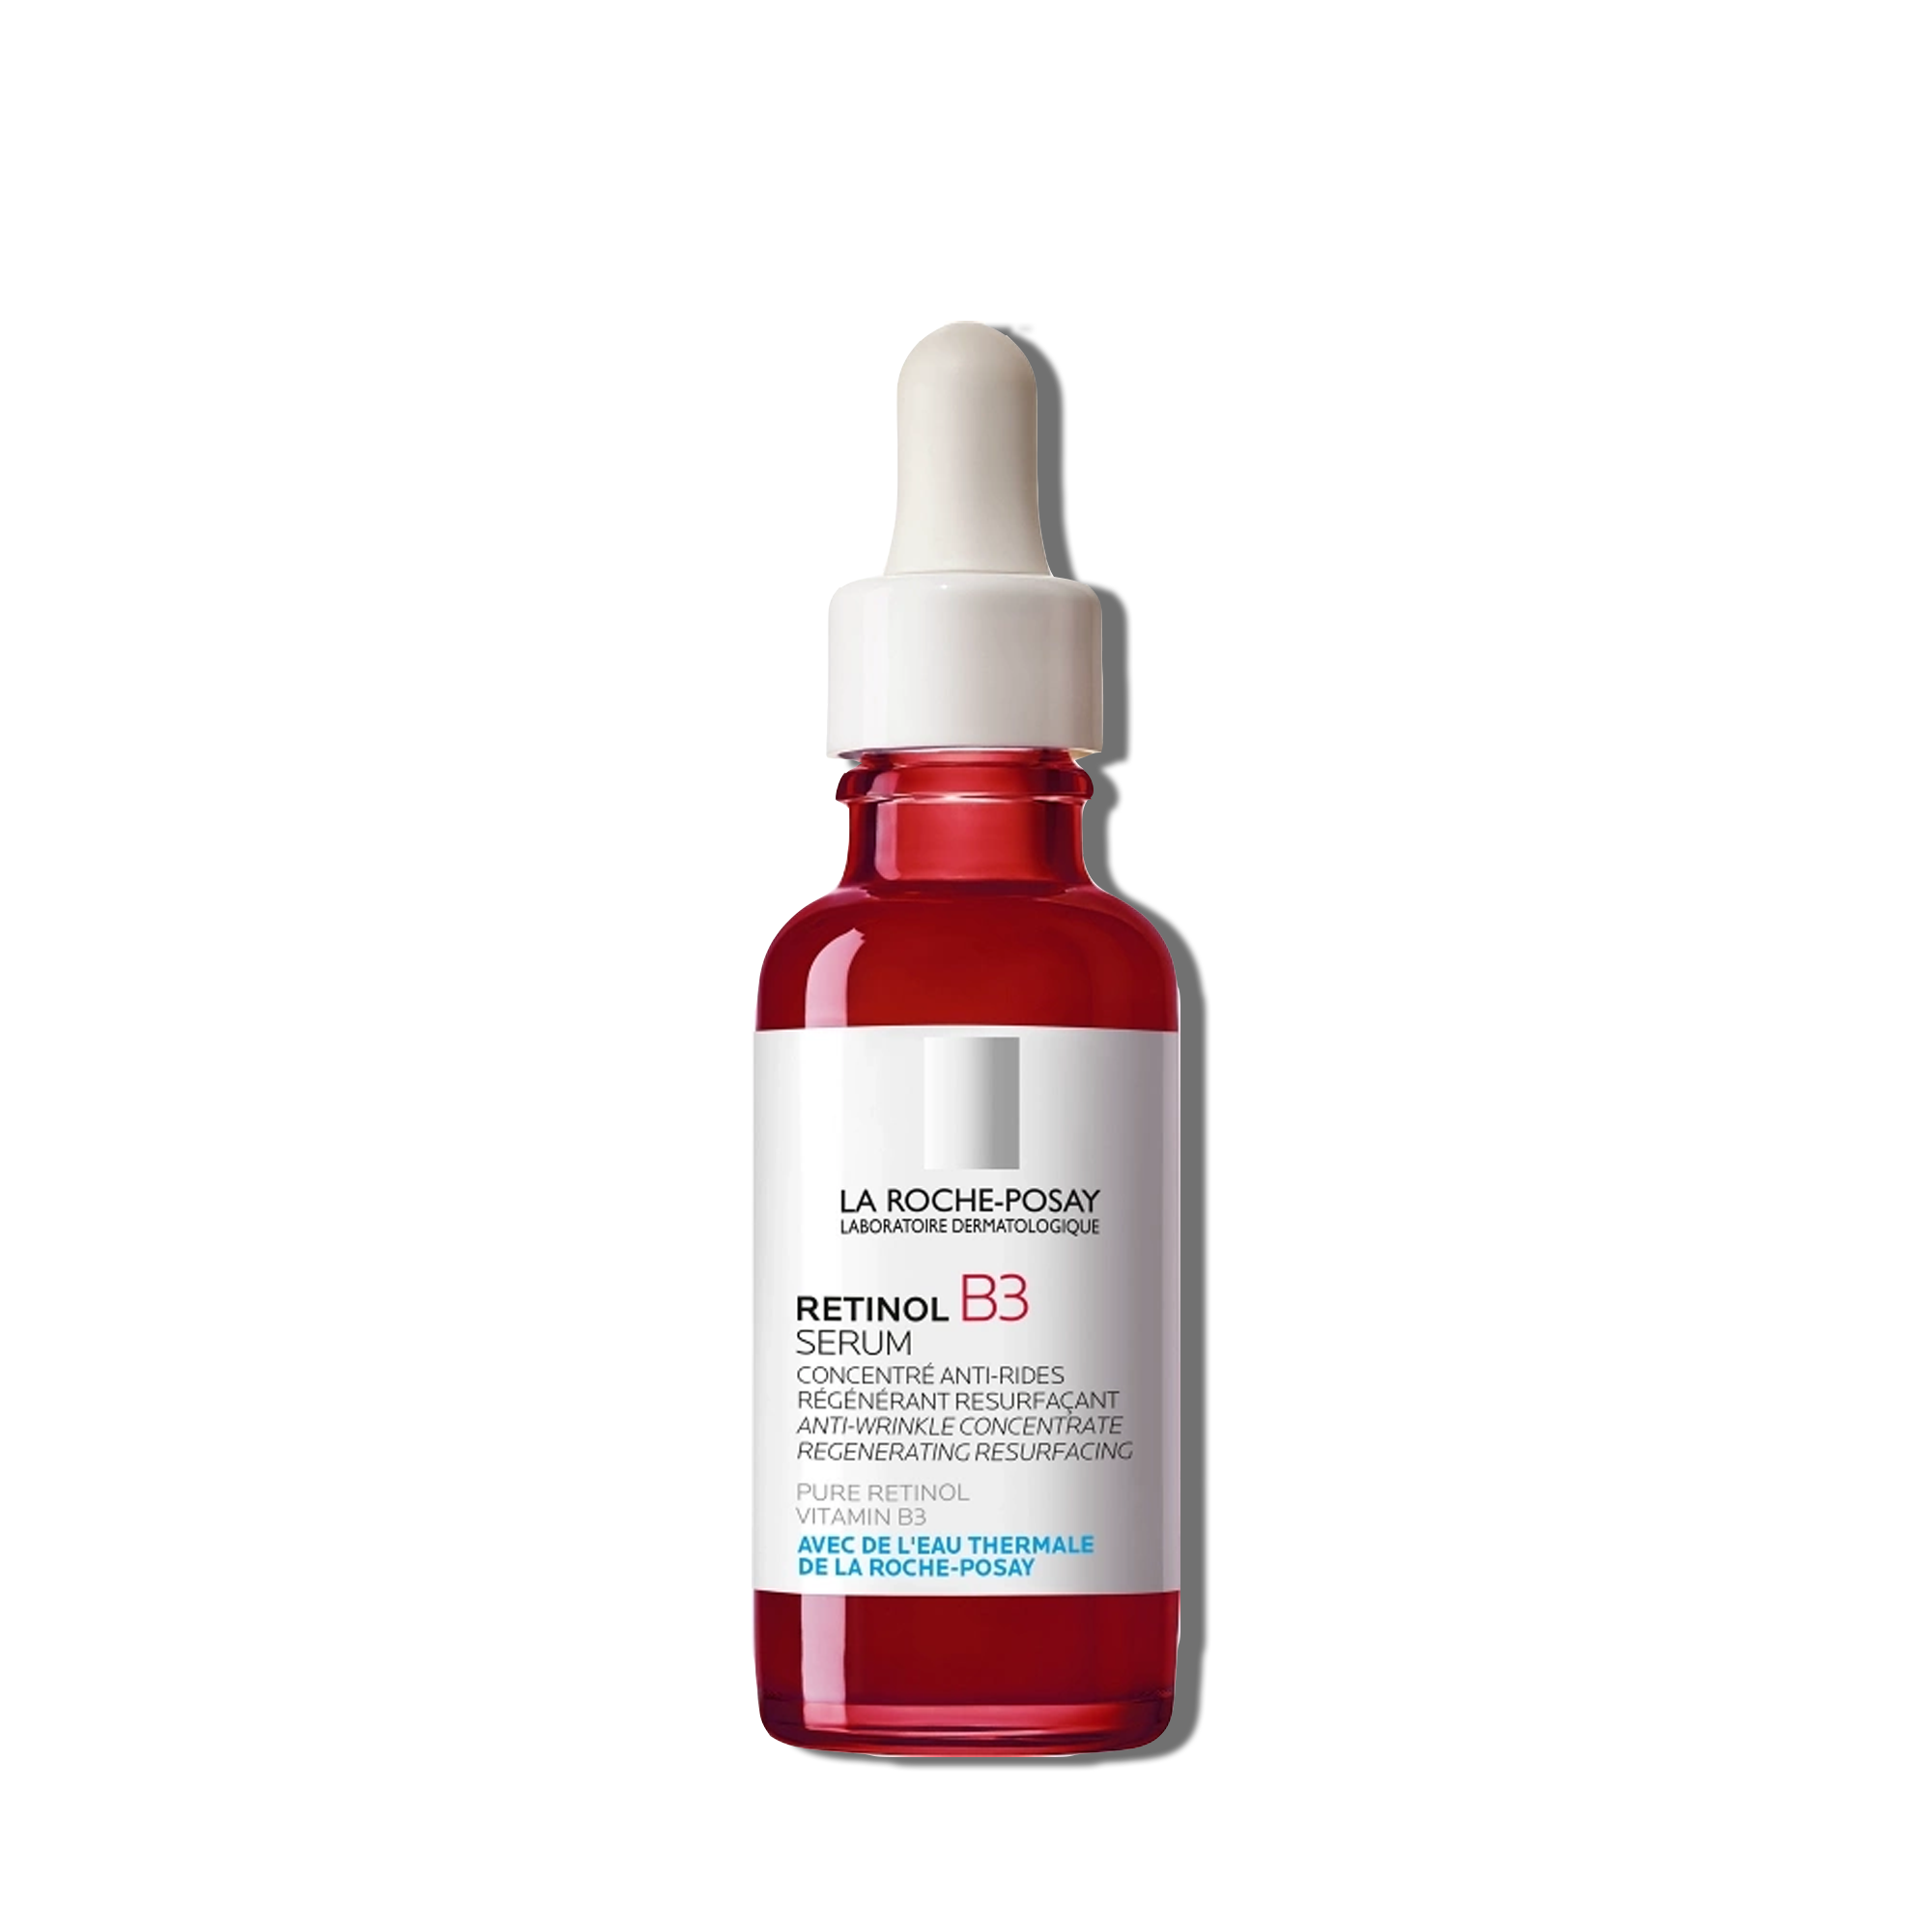 LA ROCHE-POSAY
LABORATOIRE DERMATOLOGIQUE
RETINOL B3
SERUM
CONCENTRÉ ANTI-RIDES
RÉGÉNÉRANT RESURFAÇANT
ANTI-WRINKLE CONCENTRATE
REGENERATING RESURFACING
PURE RETINOL
VITAMIN B3
AVEC DE L'EAU THERMALE
DE LA ROCHE-POSAY